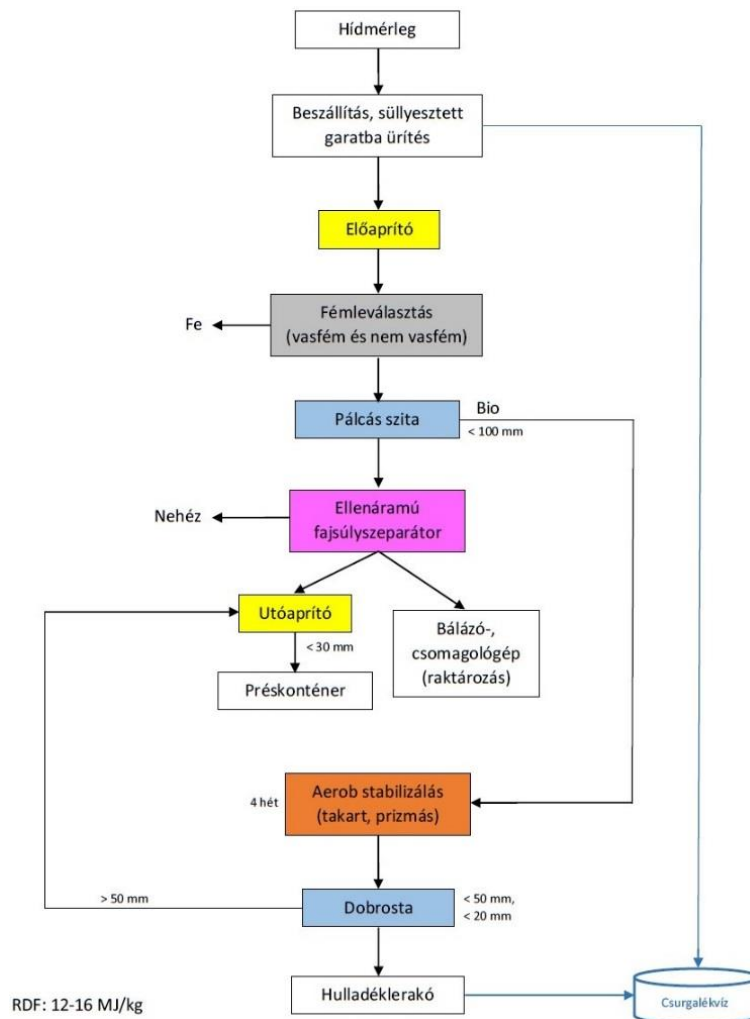 Hídmérleg
Beszállítás, süllyesztett
garatba ürítés
Előaprító
Fe
Fémleválasztás
(vasfém és nem vasfém)
Pálcás szita
Bio
< 100 mm
Nehéz
Ellenáramú
fajsúlyszeparátor
Utóaprító
< 30 mm
Préskonténer
Bálázó-,
csomagológép
(raktározás)
4 hét
Aerob stabilizálás
(takart, prizmás)
> 50 mm
Dobrosta
< 50 mm,
< 20 mm
Hulladéklerakó
Csurgalékvíz
RDF: 12-16 MJ/kg